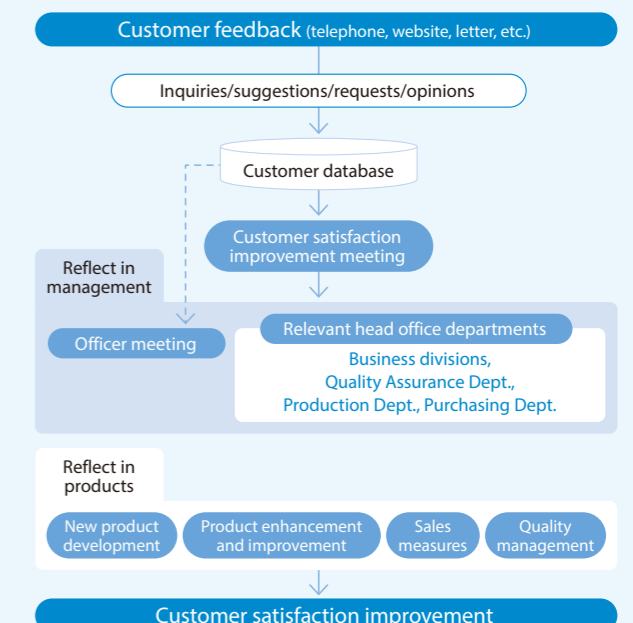 Customer feedback (telephone, website, letter, etc.)
Inquiries/suggestions/requests/opinions
Customer database
Customer satisfaction
improvement meeting
Reflect in
management
Officer meeting
Relevant head office departments
Business divisions,
Quality Assurance Dept.,
Production Dept., Purchasing Dept.
Reflect in
products
New product
development
Product enhancement
and improvement
Sales
measures
Quality
management
Customer satisfaction improvement